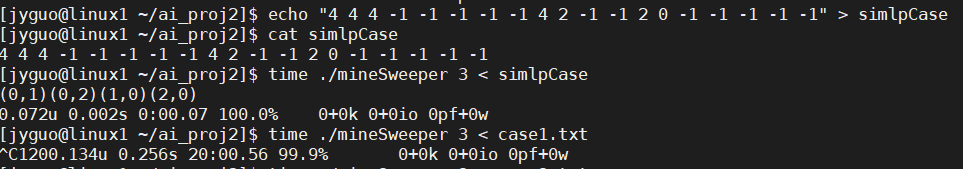 [jyguo@linux1 ~/ai_proj2]$ echo "4 4 4 -1 -1 -1 -1 -1 4 2 -1 -1 2 0 -1 -1 -1 -1 -1" > simlpCase
[jyguo@linux1 ~/ai_proj2]$ cat simlpCase
4 4 4 -1 -1 -1 -1 -1 4 2 -1 -1 2 0 -1 -1 -1 -1 -1
[jyguo@linux1 ~/ai_proj2]$ time ./mineSweeper 3 < simlpCase
(0,1)(0,2)(1,0)(2,0)
0.072u 0.002s 0:00.07 100.0% 0+0k 0+0io 0pf+0w
[jyguo@linux1 ~/ai_proj2]$ time ./mineSweeper 3 < case1.txt
^C1200.134u 0.256s 20:00.56 99.9% 0+0k 0+0io 0pf+0w